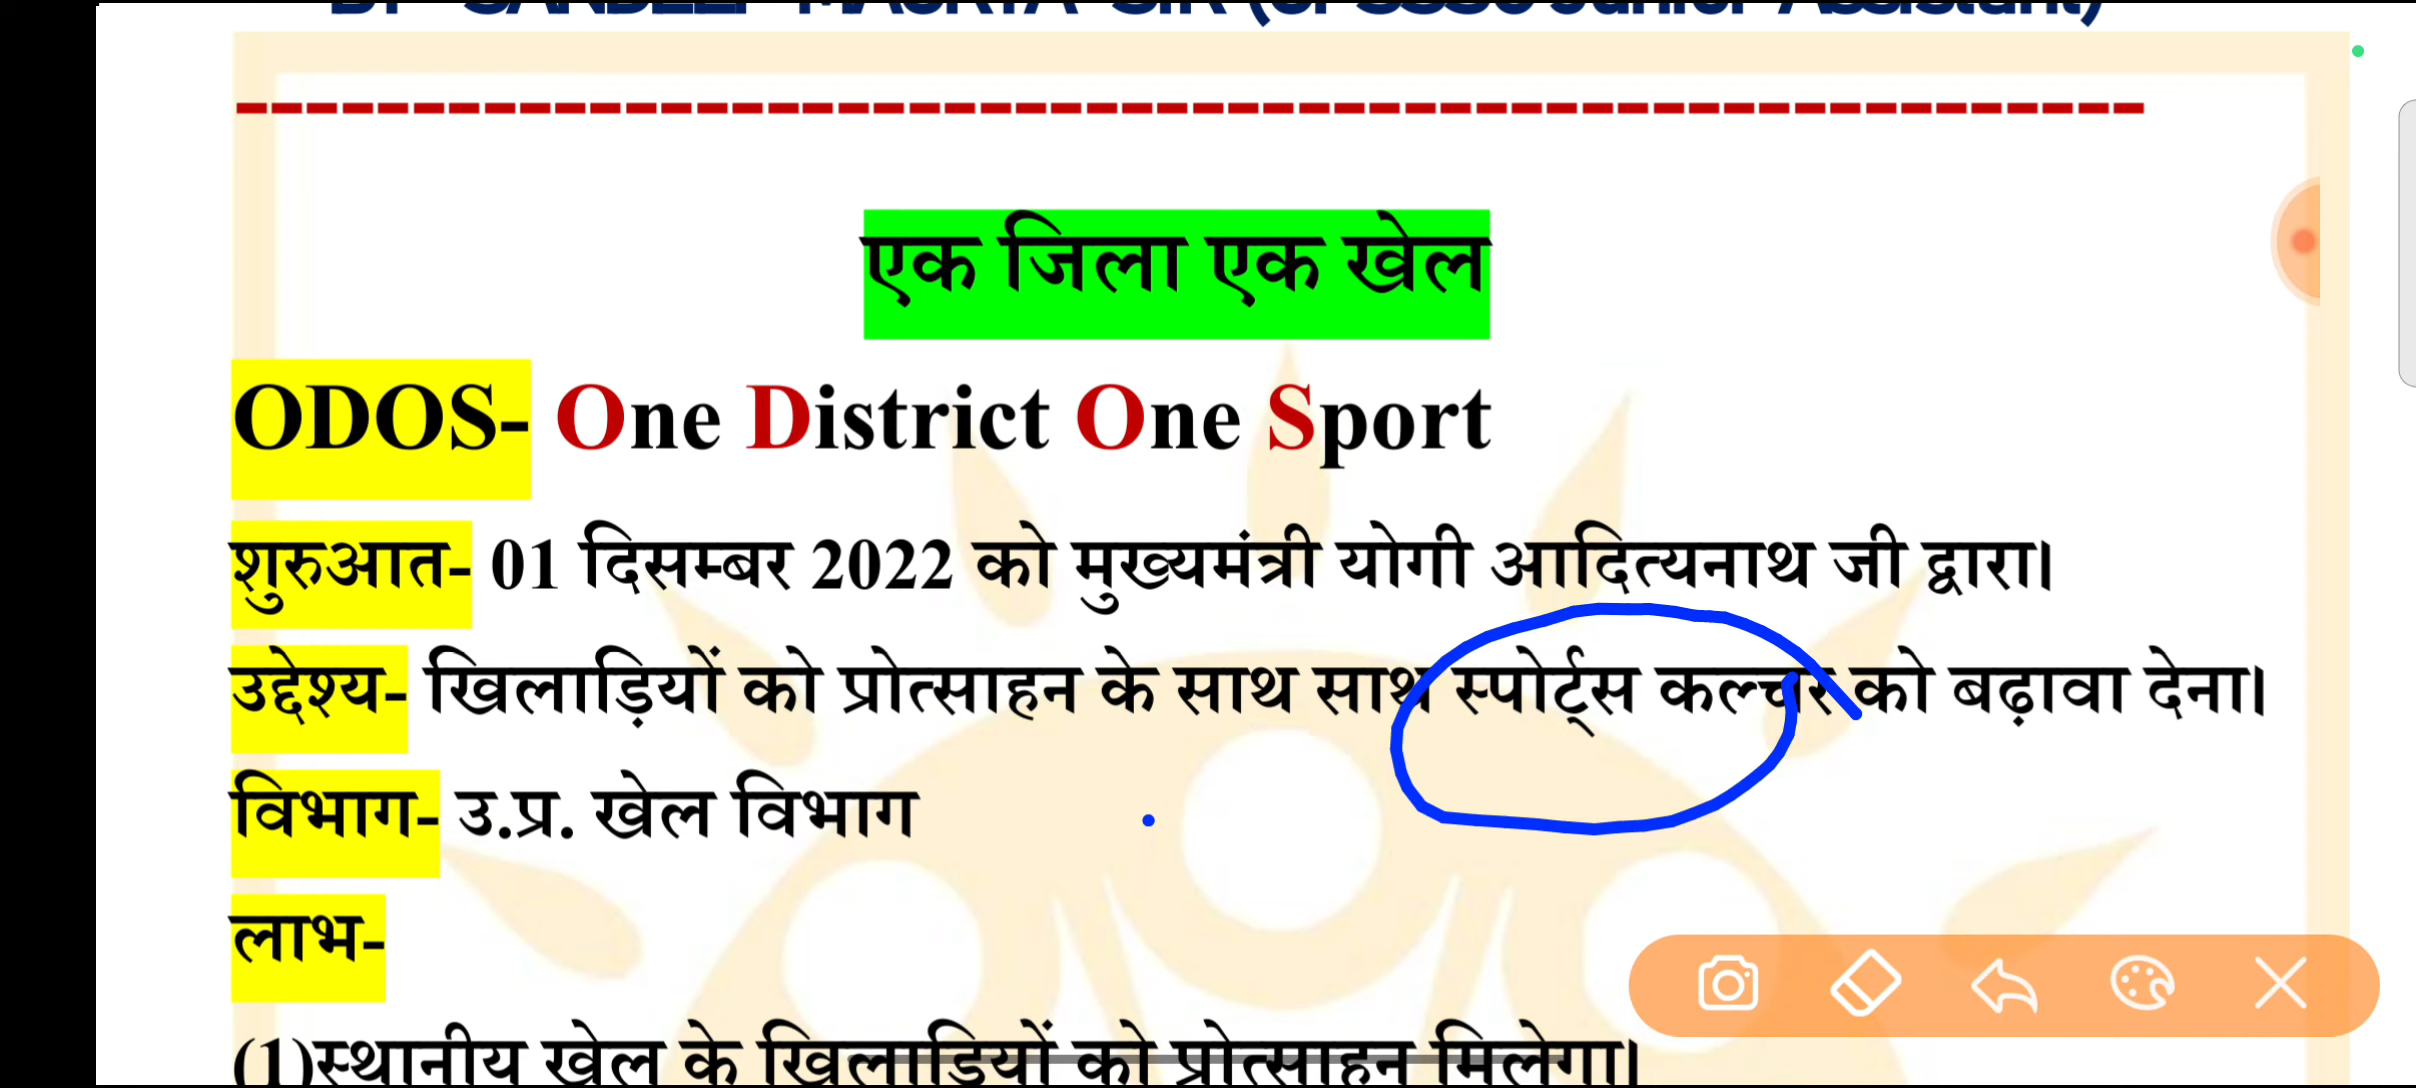 एक जिला एक खेल
ODOS- One District One Sport
शुरुआत- 01 दिसम्बर 2022 को मुख्यमंत्री योगी आदित्यनाथ जी द्वारा।
उद्देश्य- खिलाड़ियों को प्रोत्साहन के साथ साथ स्पोर्ट्स कल्चर को बढ़ावा देना।
विभाग- उ.प्र. खेल विभाग
लाभ-
(1)स्थानीय खेल के खिलाड़ियों को प्रोत्साहन मिलेगा।